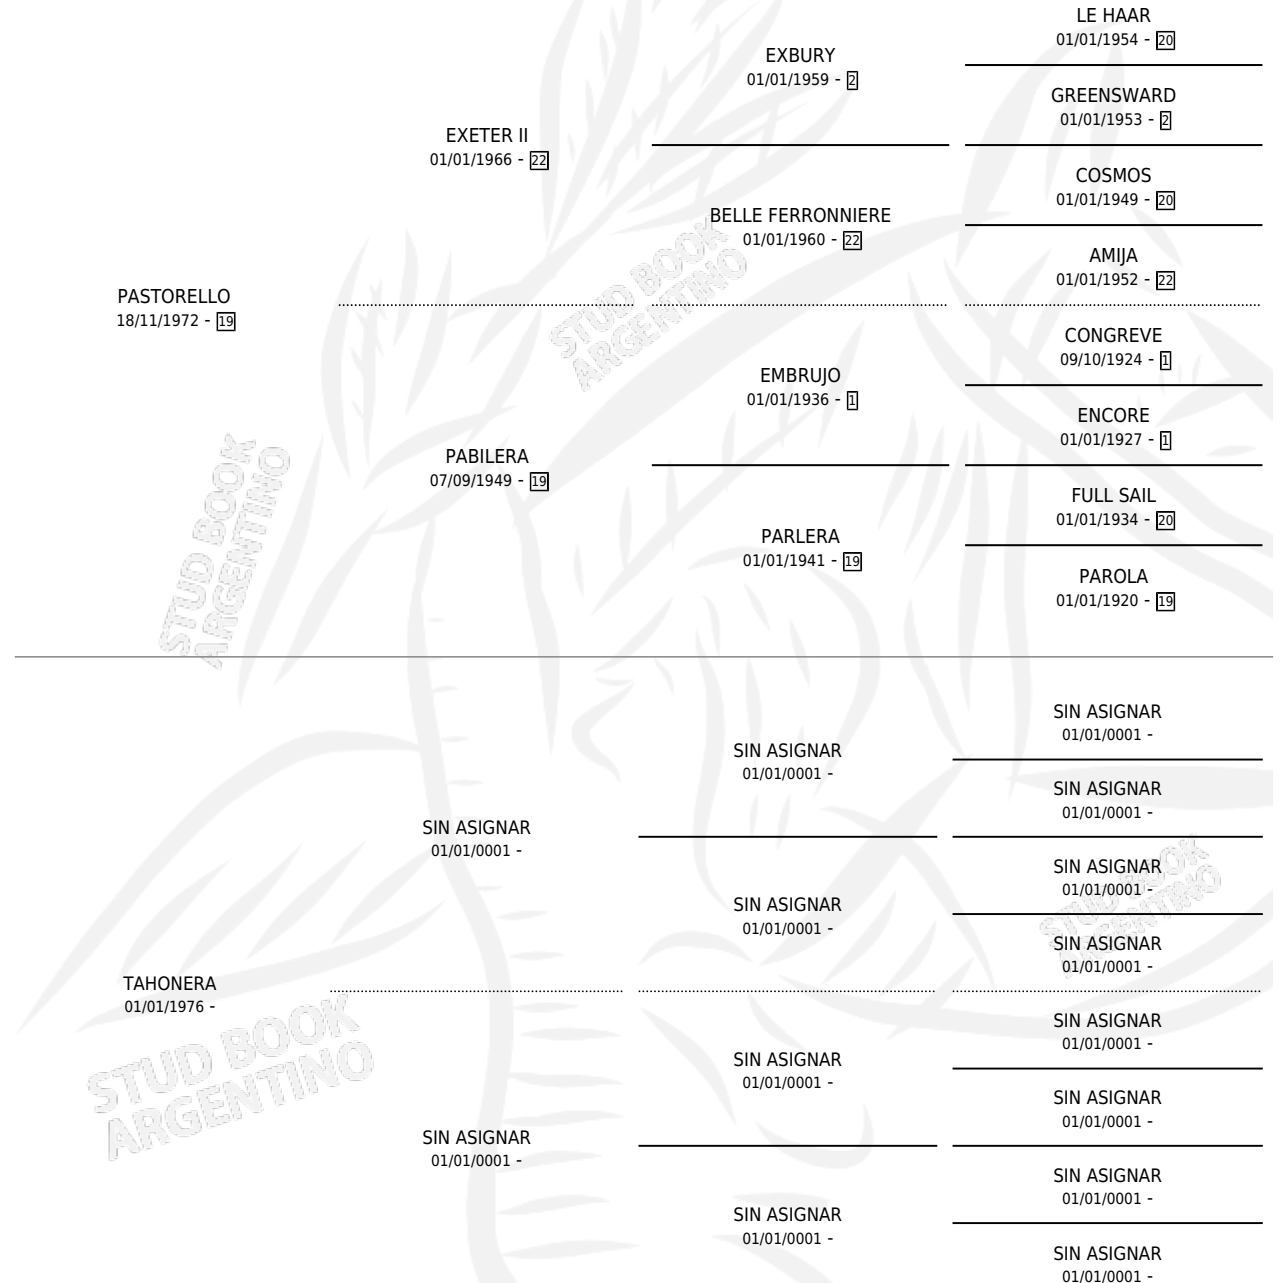 LE HAAR
01/01/1954 - 20
EXBURY
01/01/1959 - 2
GREENSWARD
01/01/1953 - 2
EXETER II
01/01/1966 - 22
COSMOS
01/01/1949 - 20
BELLE FERRONNIERE
01/01/1960 - 22
AMIJA
01/01/1952 - 22
PASTORELLO
18/11/1972 - 19
CONGREVE
09/10/1924 - 1
EMBRUJO
01/01/1936 - 1
ENCORE
01/01/1927 - 1
PABILERA
07/09/1949 - 19
FULL SAIL
01/01/1934 - 20
PARLERA
01/01/1941 - 19
PAROLA
01/01/1920 - 19
STUD BOOK
ARGENTINO
STUD BOOK
ARGENTINO
SIN ASIGNAR
01/01/0001 -
SIN ASIGNAR
01/01/0001 -
SIN ASIGNAR
01/01/0001 -
SIN ASIGNAR
01/01/0001 -
SIN ASIGNAR
01/01/0001 -
SIN ASIGNAR
01/01/0001 -
SIN ASIGNAR
01/01/0001 -
TAHONERA
01/01/1976 -
SIN ASIGNAR
01/01/0001 -
SIN ASIGNAR
01/01/0001 -
SIN ASIGNAR
01/01/0001 -
SIN ASIGNAR
01/01/0001 -
SIN ASIGNAR
01/01/0001 -
SIN ASIGNAR
01/01/0001 -
SIN ASIGNAR
01/01/0001 -
STUD BOOK
ARGENTINO
STUD BOOK
ARGENTINO